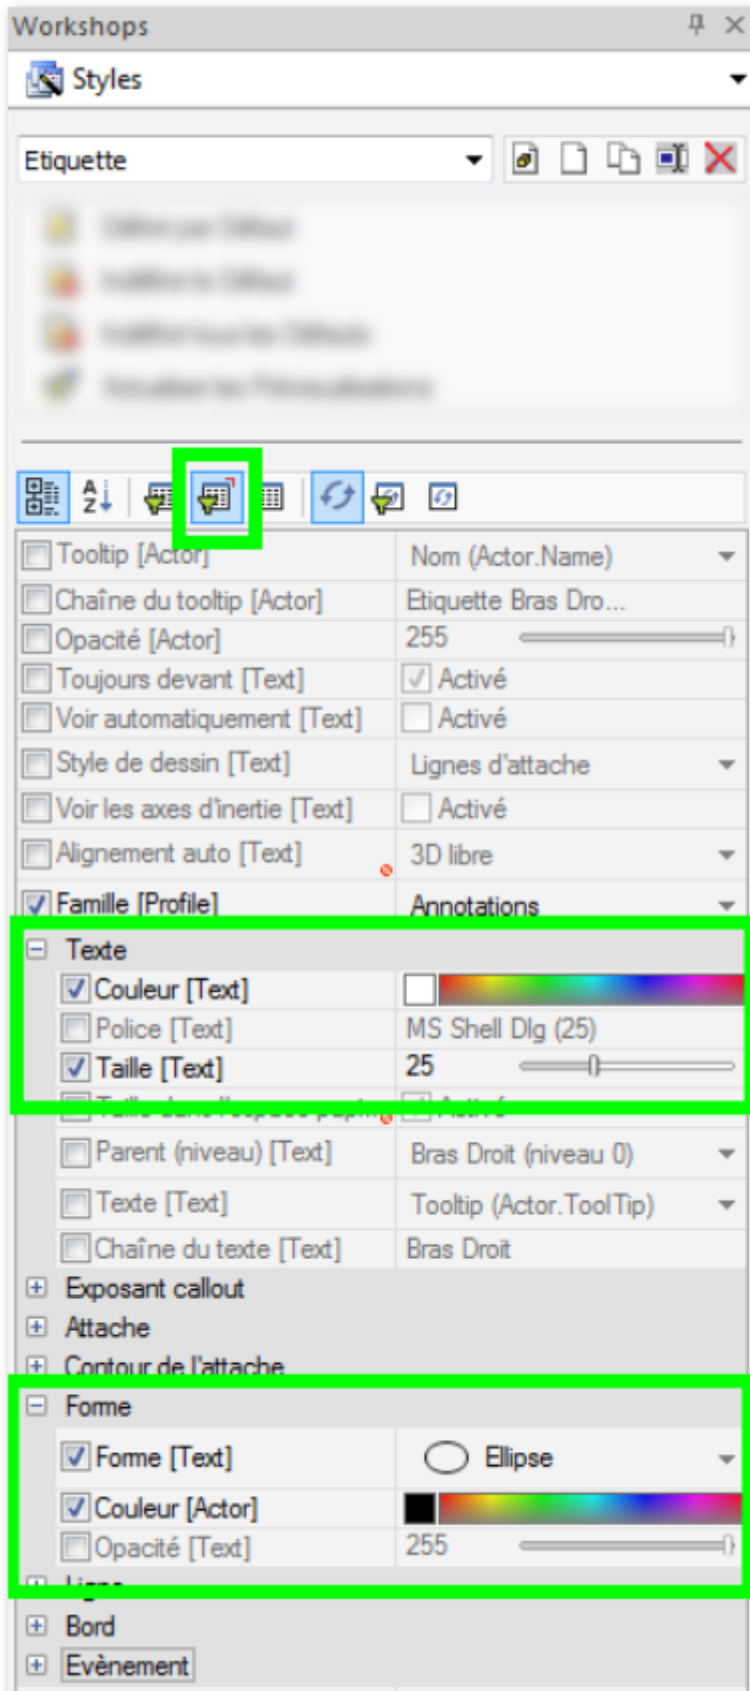 Workshops
Styles
Etiquette
Tooltip [Actor] Nom (Actor.Name)
Chaîne du tooltip [Actor] Etiquette Bras Dro...
Opacité [Actor] 255
Toujours devant [Text] Activé
Voir automatiquement [Text] Activé
Style de dessin [Text] Lignes d'attache
Voir les axes d'inertie [Text] Activé
Alignement auto [Text] 3D libre
Famille [Profile] Annotations
Texte
Couleur [Text]
Police [Text] MS Shell Dlg (25)
Taille [Text] 25
Parent (niveau) [Text] Bras Droit (niveau 0)
Texte [Text] Tooltip (Actor.ToolTip)
Chaîne du texte [Text] Bras Droit
Exposant callout
Attache
Contour de l'attache
Forme
Forme [Text] Ellipse
Couleur [Actor]
Opacité [Text] 255
Bord
Evènement